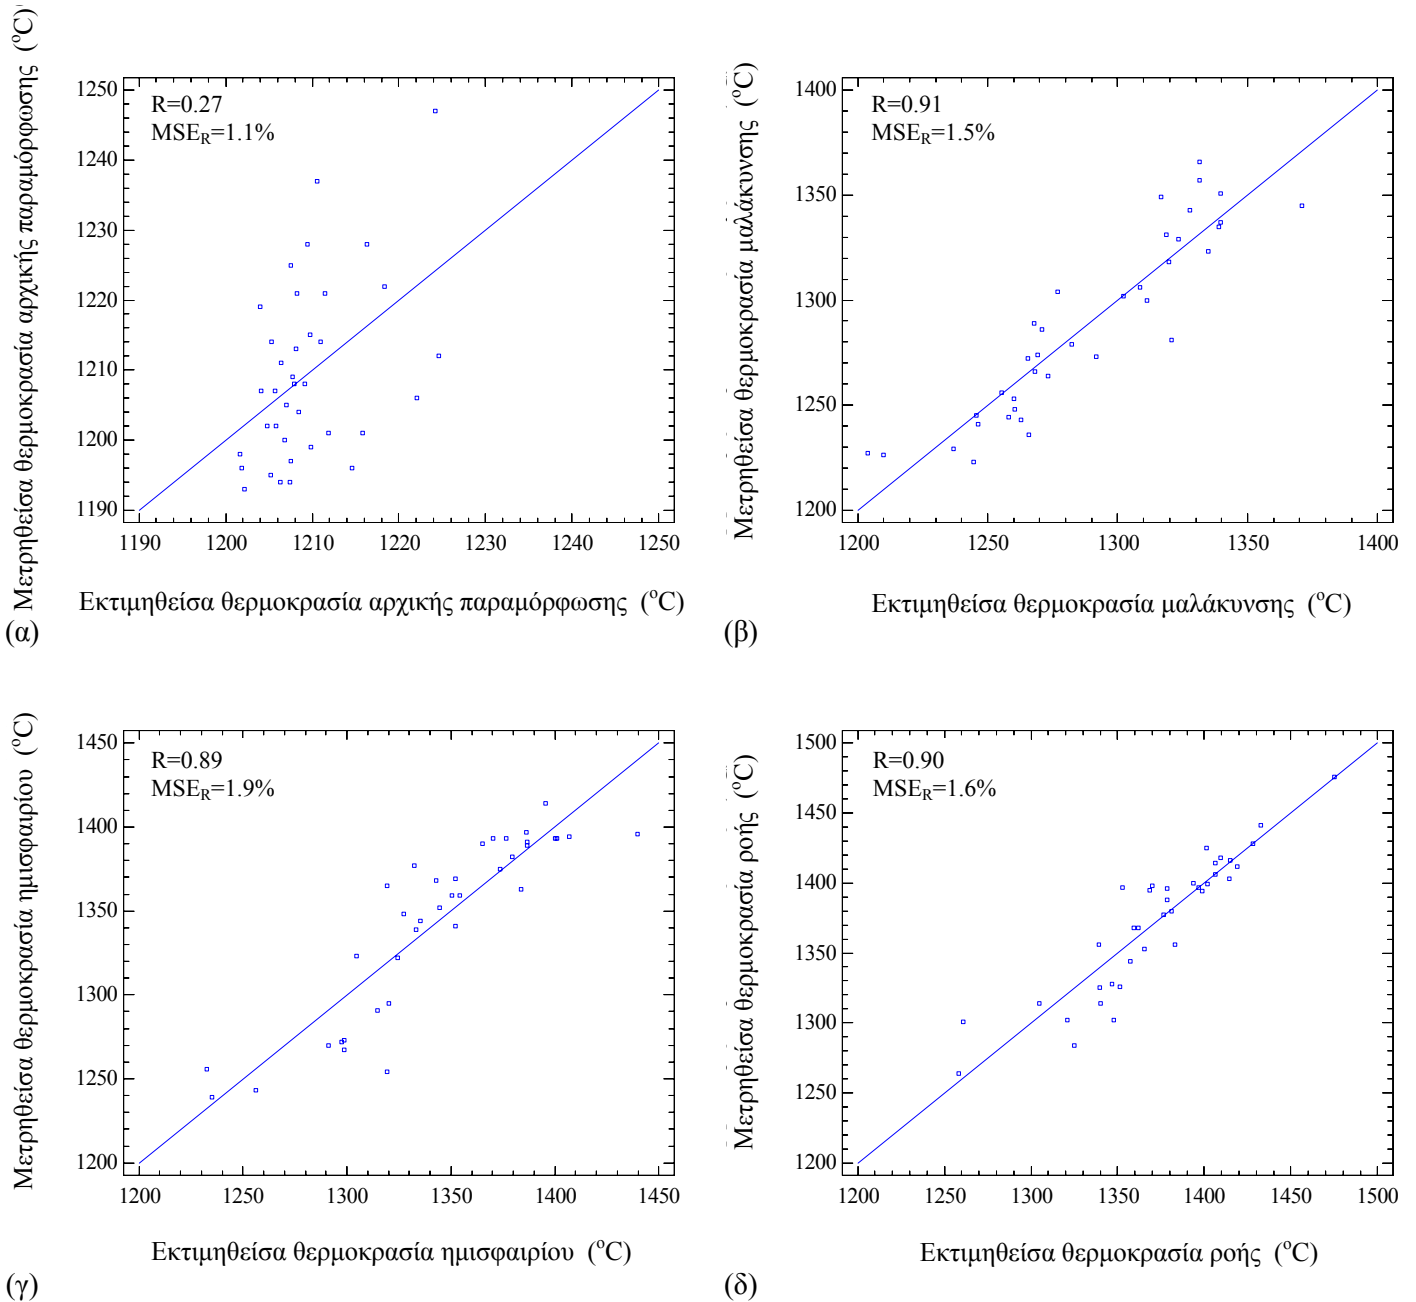 Μετρηθείσα θερμοκρασία αρχικής παραμόρφωσης (°C)
1250
1240
1230
1220
1210
1200
1190
R=0.27
MSE_R=1.1%
1190 1200 1210 1220 1230 1240 1250
Εκτιμηθείσα θερμοκρασία αρχικής παραμόρφωσης (°C)
(α)
Μετρηθείσα θερμοκρασία μαλάκυνσης (°C)
1400
1350
1300
1250
1200
R=0.91
MSE_R=1.5%
1200 1250 1300 1350 1400
Εκτιμηθείσα θερμοκρασία μαλάκυνσης (°C)
(β)
Μετρηθείσα θερμοκρασία ημισφαιρίου (°C)
1450
1400
1350
1300
1250
1200
R=0.89
MSE_R=1.9%
1200 1250 1300 1350 1400 1450
Εκτιμηθείσα θερμοκρασία ημισφαιρίου (°C)
(γ)
Μετρηθείσα θερμοκρασία ροής (°C)
1500
1450
1400
1350
1300
1250
1200
R=0.90
MSE_R=1.6%
1200 1250 1300 1350 1400 1450 1500
Εκτιμηθείσα θερμοκρασία ροής (°C)
(δ)